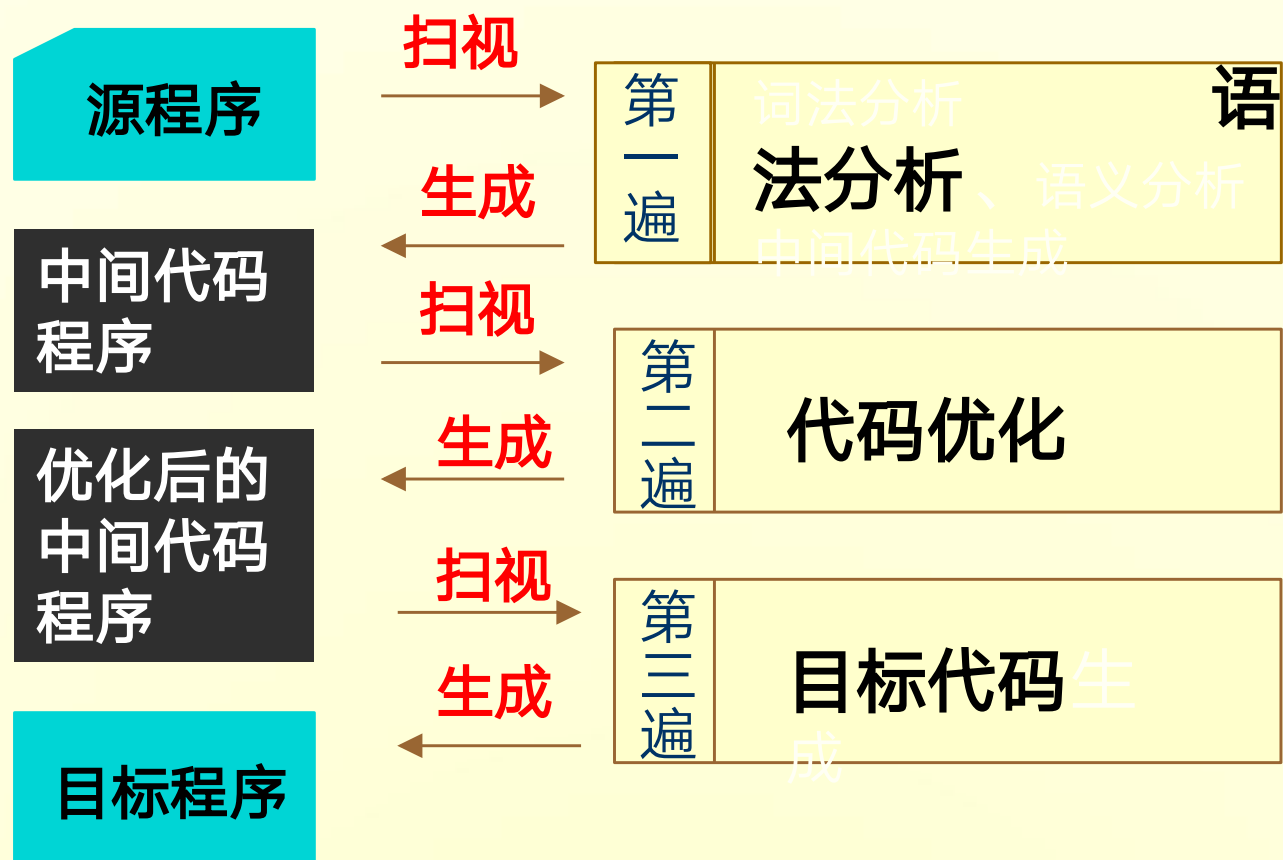 源程序
扫视
生成
第一遍
词法分析 语
法分析、语义分析
中间代码生成
中间代码
程序
扫视
生成
第二遍
代码优化
优化后的
中间代码
程序
扫视
生成
第三遍
目标代码生
成
目标程序